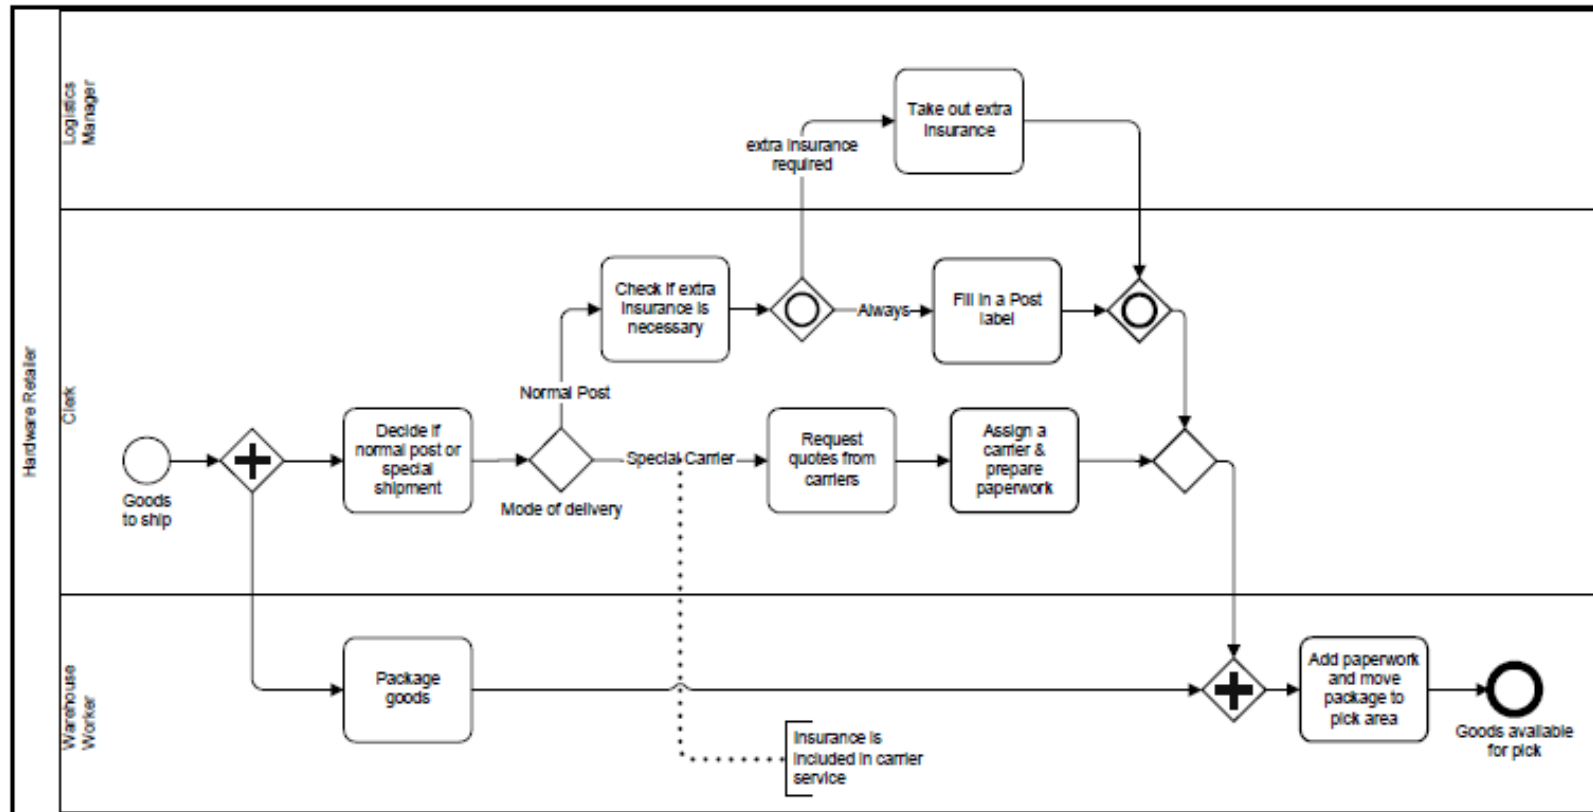 Hardware Retailer
Logistics
Manager
Take out extra
Insurance
extra Insurance
required
Clerk
Check if extra
Insurance is
necessary
Always
Fill in a Post
label
Normal Post
Goods
to ship
Decide if
normal post or
special
shipment
Mode of delivery
Special Carrier
Request
quotes from
carriers
Assign a
carrier &
prepare
paperwork
Warehouse
Worker
Package
goods
Insurance is
included in carrier
service
Add paperwork
and move
package to
pick area
Goods available
for pick